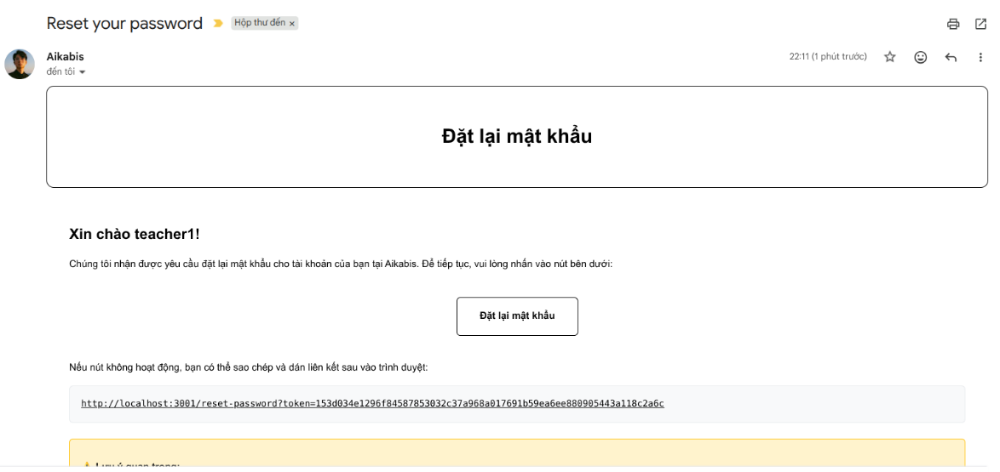 Reset your password
Hộp thư đến ×
Aikabis
đến tôi
22:11 (1 phút trước)
Đặt lại mật khẩu
Xin chào teacher1!
Chúng tôi nhận được yêu cầu đặt lại mật khẩu cho tài khoản của bạn tại Aikabis. Để tiếp tục, vui lòng nhấn vào nút bên dưới:
Đặt lại mật khẩu
Nếu nút không hoạt động, bạn có thể sao chép và dán liên kết sau vào trình duyệt:
http://localhost:3001/reset-password?token=153d034e1296f84587853032c37a968a017691b59ea6ee880905443a118c2a6c
Lưu ý quan trọng: